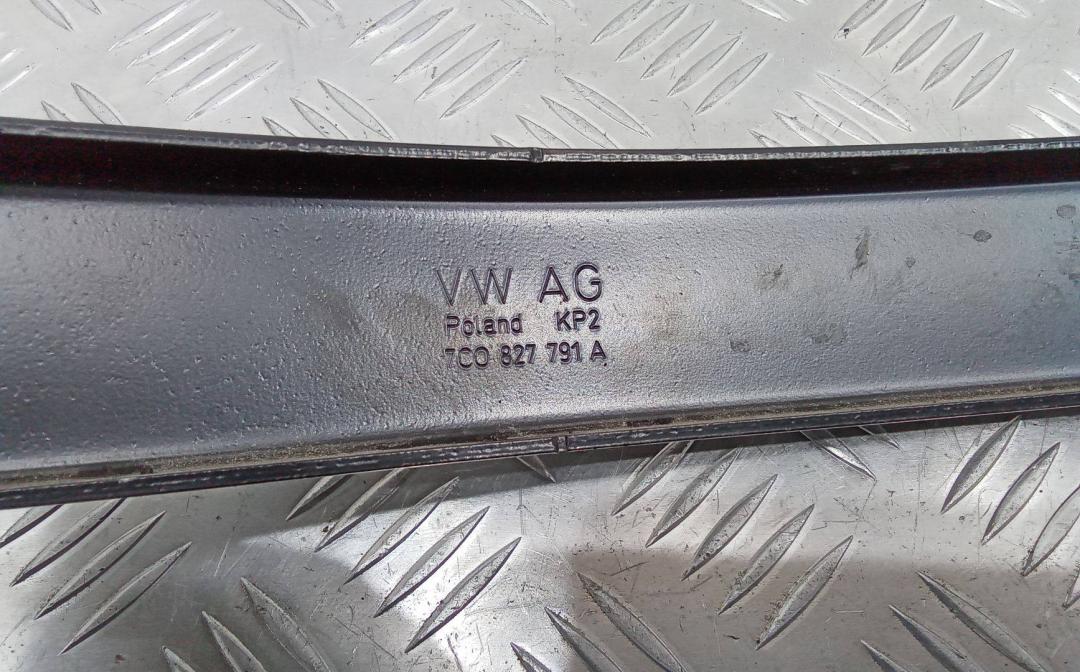 VW AG
Poland KP2
7C0 827 791 A